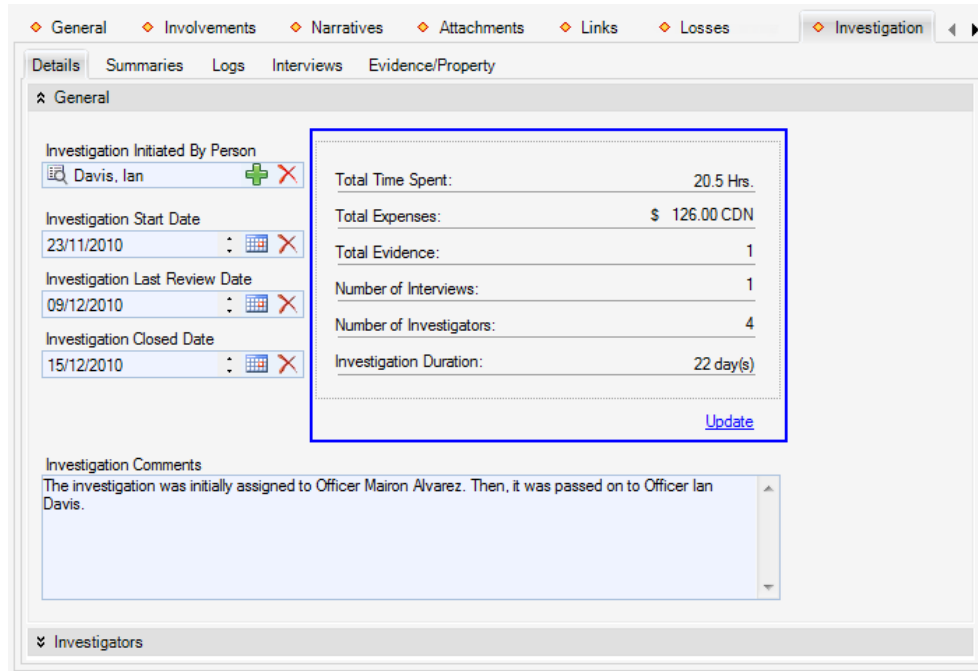 General Involvements Narratives Attachments Links Losses Investigation
Details Summaries Logs Interviews Evidence/Property
General
Investigation Initiated By Person
Davis, Ian
Investigation Start Date
23/11/2010
Investigation Last Review Date
09/12/2010
Investigation Closed Date
15/12/2010
Total Time Spent: 20.5 Hrs.
Total Expenses: $ 126.00 CDN
Total Evidence: 1
Number of Interviews: 1
Number of Investigators: 4
Investigation Duration: 22 day(s)
Update
Investigation Comments
The investigation was initially assigned to Officer Mairon Alvarez. Then, it was passed on to Officer Ian
Davis.
Investigators